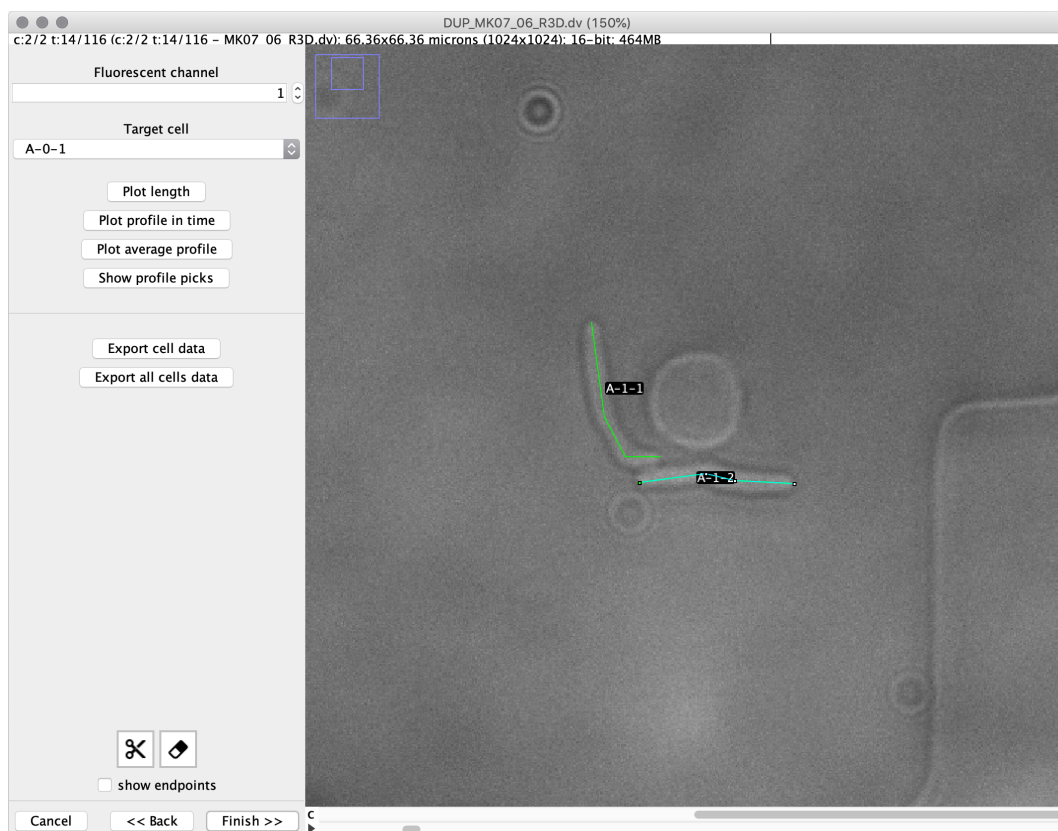 DUP_MK07_06_R3D.dv (150%)
c:2/2 t:14/116 (c:2/2 t:14/116 - MK07_06_R3D.dv); 66.36x66.36 microns (1024x1024); 16-bit; 464MB
Fluorescent channel
1
Target cell
A-0-1
Plot length
Plot profile in time
Plot average profile
Show profile picks
Export cell data
Export all cells data
A-1-1
A-1-2
show endpoints
Cancel
<< Back
Finish >>
c